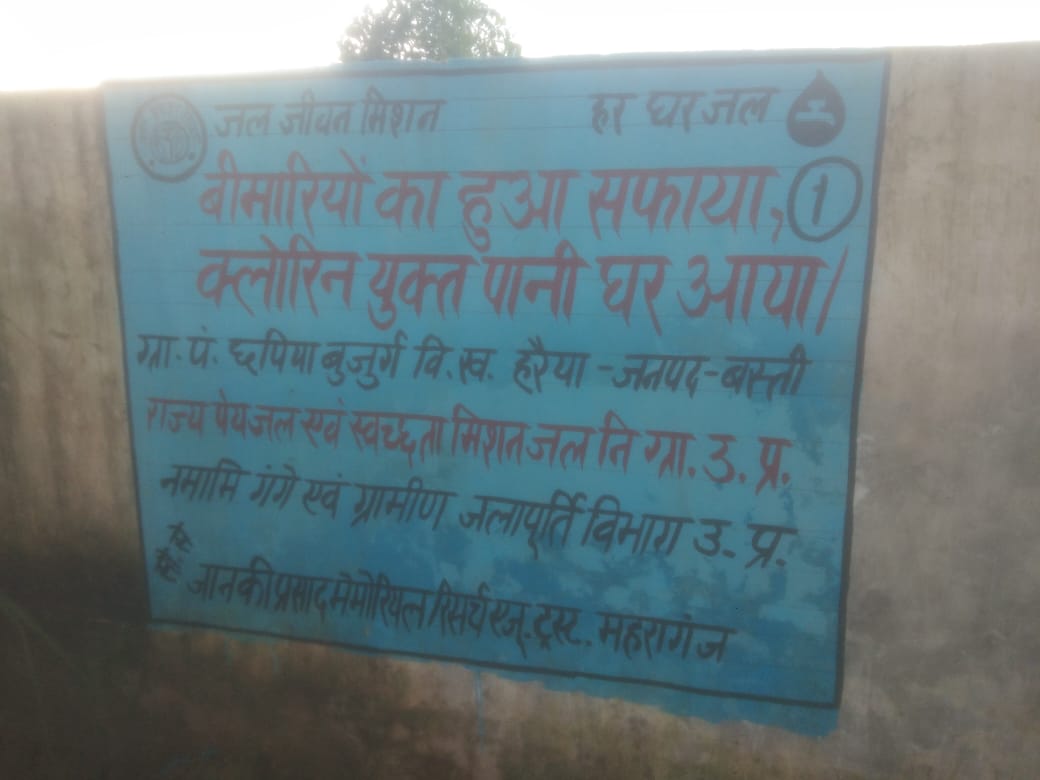 जल जीवन मिशन हर घर जल
बीमारियों का हुआ सफाया, 1
क्लोरिन युक्त पानी घर आया।
ग्रा. पं. छपिया बुजुर्ग वि. ख. हरैया - जनपद - बस्ती
राज्य पेयजल एवं स्वच्छता मिशन जल नि ग्रा. उ. प्र.
नमामि गंगे एवं ग्रामीण जलापूर्ति विभाग उ. प्र.
जानकी प्रसाद मेमोरियल रिसर्च एजू. ट्रस्ट. महरागंज